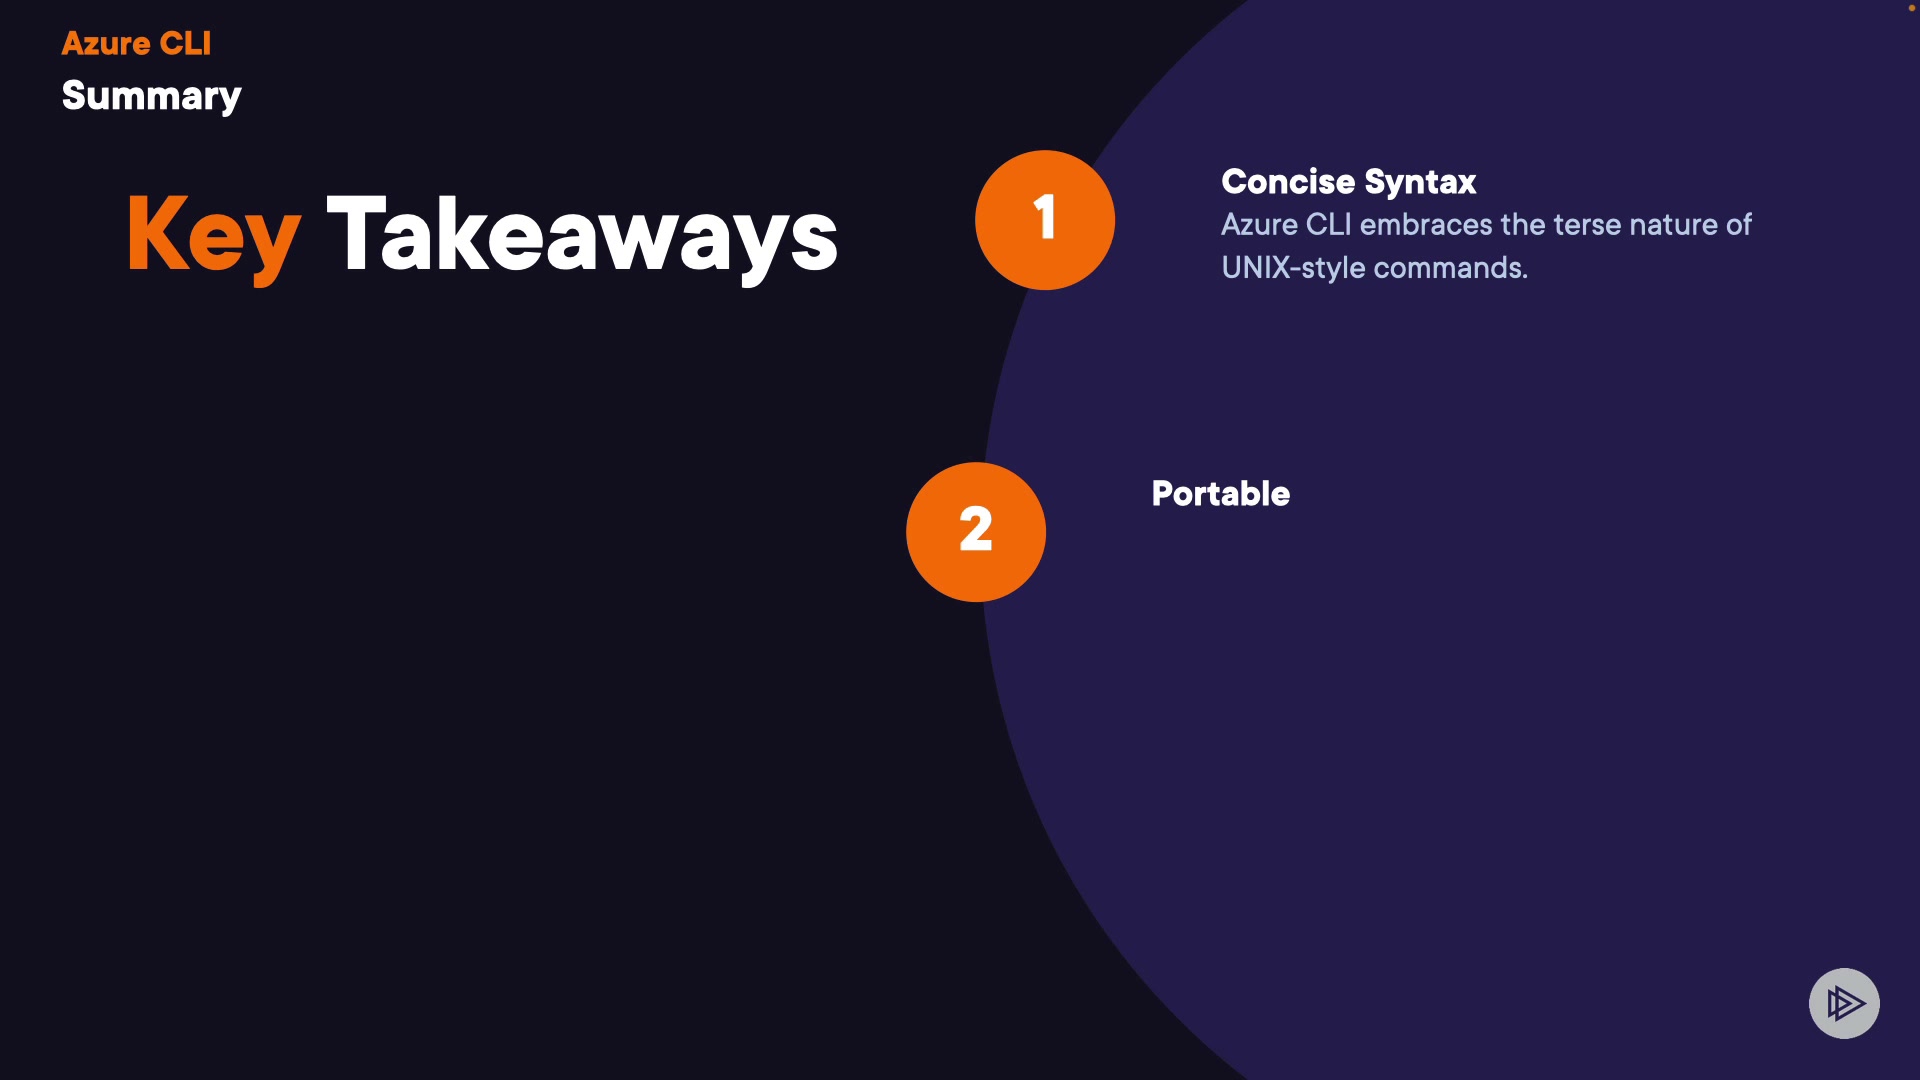 Azure CLI
Summary
Key Takeaways
1
Concise Syntax
Azure CLI embraces the terse nature of
UNIX-style commands.
2
Portable